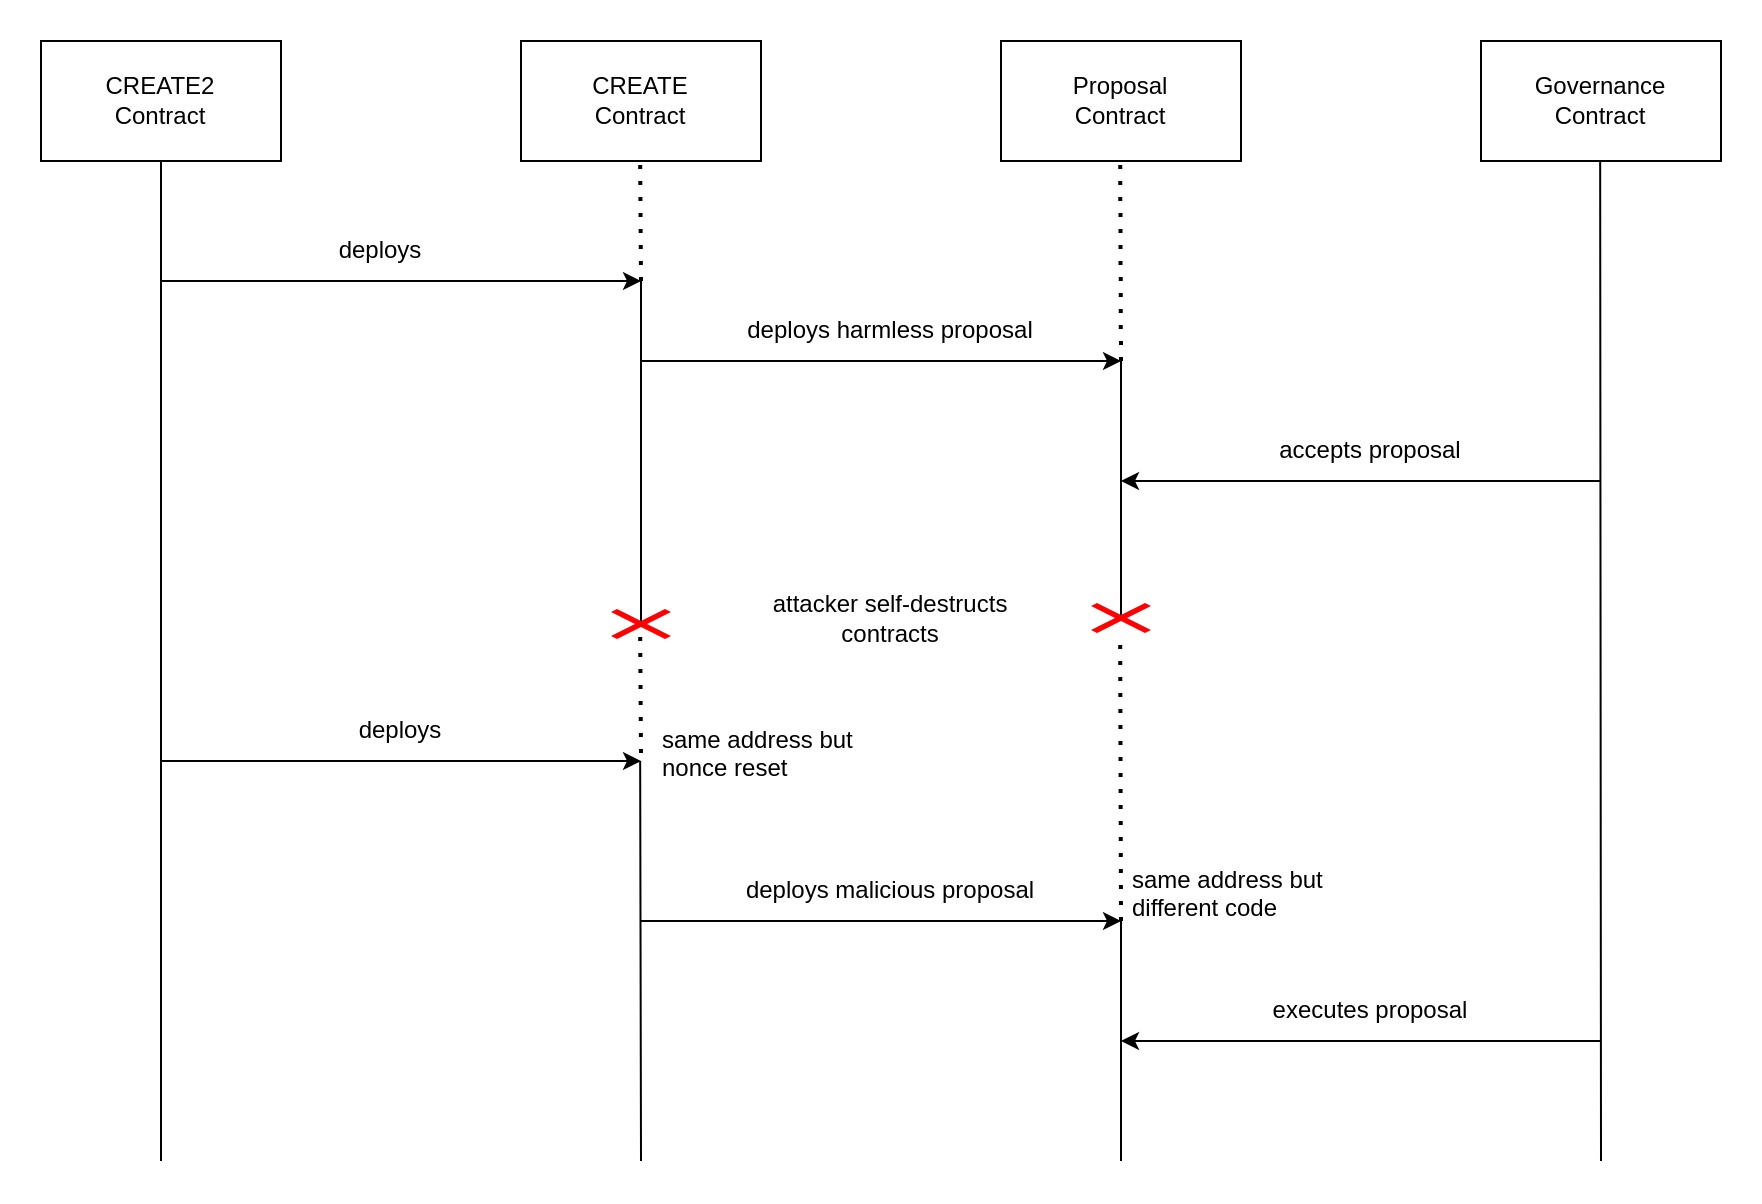 CREATE2
Contract
CREATE
Contract
Proposal
Contract
Governance
Contract
deploys
deploys harmless proposal
accepts proposal
attacker self-destructs
contracts
deploys
same address but
nonce reset
deploys malicious proposal
same address but
different code
executes proposal